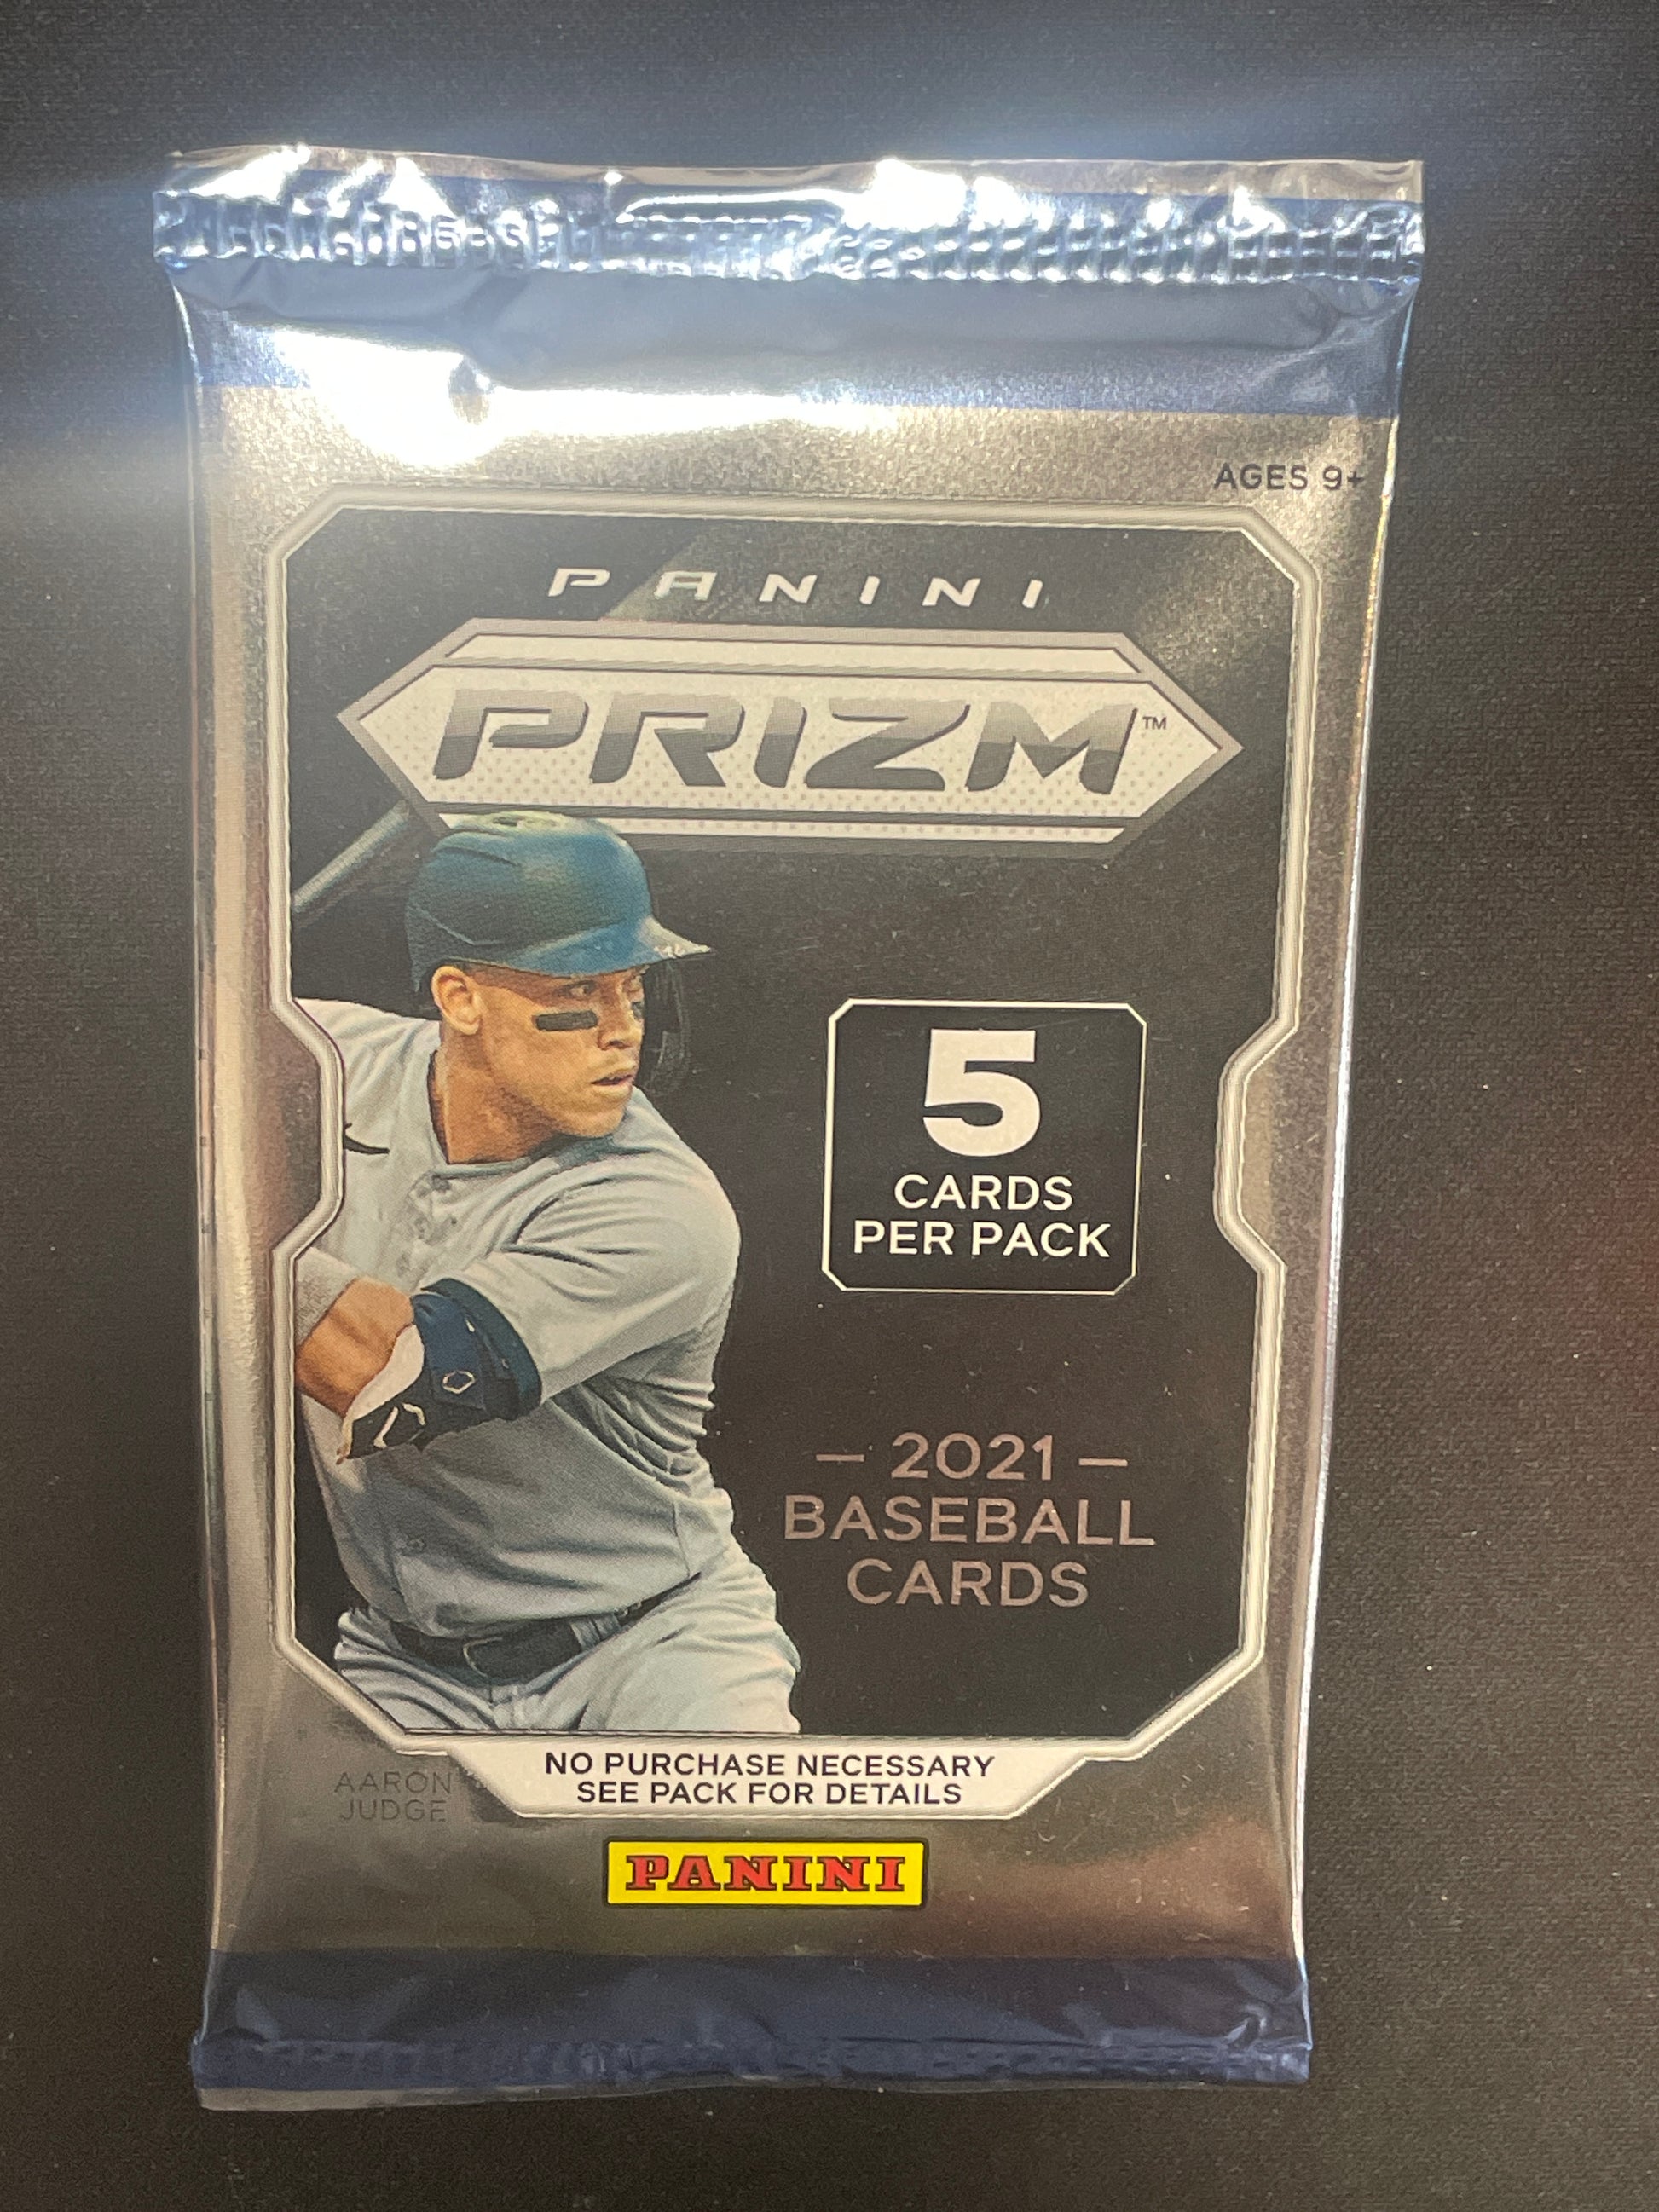 AGES 9+
PANINI
PRIZM™
5
CARDS
PER PACK
— 2021 —
BASEBALL
CARDS
NO PURCHASE NECESSARY
SEE PACK FOR DETAILS
AARON
JUDGE
PANINI